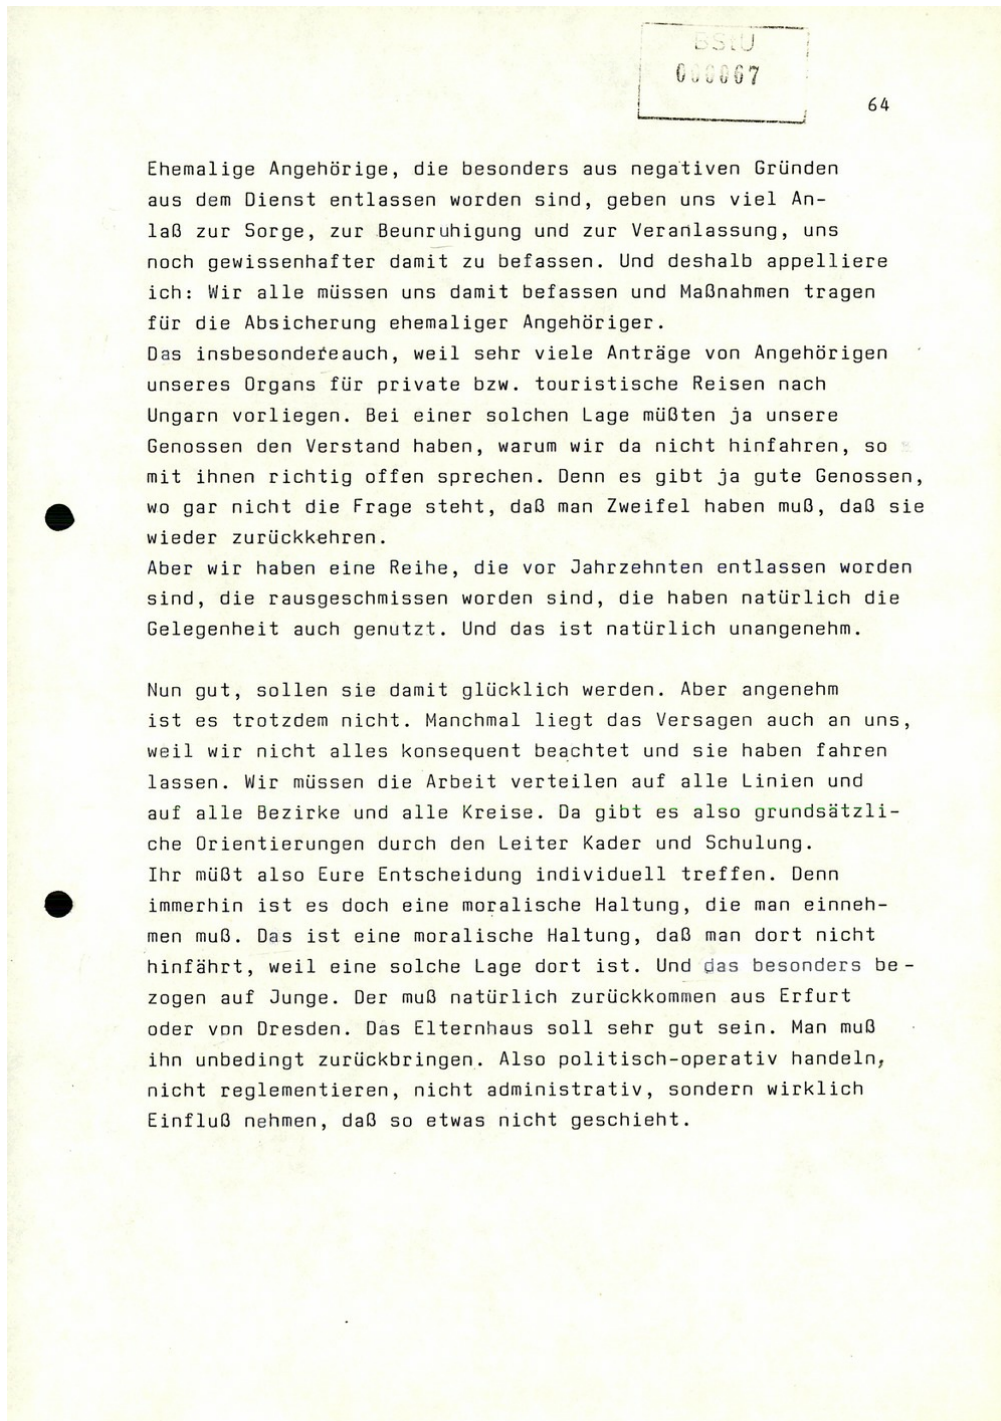 BStU
000067
64
Ehemalige Angehörige, die besonders aus negativen Gründen
aus dem Dienst entlassen worden sind, geben uns viel An-
laß zur Sorge, zur Beunruhigung und zur Veranlassung, uns
noch gewissenhafter damit zu befassen. Und deshalb appelliere
ich: Wir alle müssen uns damit befassen und Maßnahmen tragen
für die Absicherung ehemaliger Angehöriger.
Das insbesondereauch, weil sehr viele Anträge von Angehörigen
unseres Organs für private bzw. touristische Reisen nach
Ungarn vorliegen. Bei einer solchen Lage müßten ja unsere
Genossen den Verstand haben, warum wir da nicht hinfahren, so
mit ihnen richtig offen sprechen. Denn es gibt ja gute Genossen,
wo gar nicht die Frage steht, daß man Zweifel haben muß, daß sie
wieder zurückkehren.
Aber wir haben eine Reihe, die vor Jahrzehnten entlassen worden
sind, die rausgeschmissen worden sind, die haben natürlich die
Gelegenheit auch genutzt. Und das ist natürlich unangenehm.
Nun gut, sollen sie damit glücklich werden. Aber angenehm
ist es trotzdem nicht. Manchmal liegt das Versagen auch an uns,
weil wir nicht alles konsequent beachtet und sie haben fahren
lassen. Wir müssen die Arbeit verteilen auf alle Linien und
auf alle Bezirke und alle Kreise. Da gibt es also grundsätzli-
che Orientierungen durch den Leiter Kader und Schulung.
Ihr müßt also Eure Entscheidung individuell treffen. Denn
immerhin ist es doch eine moralische Haltung, die man einneh-
men muß. Das ist eine moralische Haltung, daß man dort nicht
hinfährt, weil eine solche Lage dort ist. Und das besonders be-
zogen auf Junge. Der muß natürlich zurückkommen aus Erfurt
oder von Dresden. Das Elternhaus soll sehr gut sein. Man muß
ihn unbedingt zurückbringen. Also politisch-operativ handeln,
nicht reglementieren, nicht administrativ, sondern wirklich
Einfluß nehmen, daß so etwas nicht geschieht.